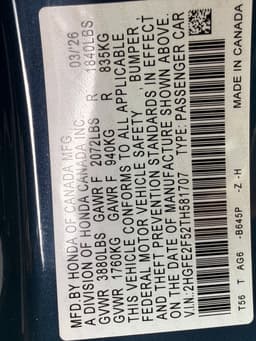 MFD BY HONDA OF CANADA MFG. 03/26
A DIVISION OF HONDA CANADA INC.
GVWR 3880LBS GAWR F 2072LBS R 1840LBS
GVWR 1760KG GAWR F 940KG R 835KG
THIS VEHICLE CONFORMS TO ALL APPLICABLE
FEDERAL MOTOR VEHICLE SAFETY, BUMPER,
AND THEFT PREVENTION STANDARDS IN EFFECT
ON THE DATE OF MANUFACTURE SHOWN ABOVE.
V.I.N.:2HGFE2F52TH581707 TYPE: PASSENGER CAR
T56 T AG6 -B645P -Z -H MADE IN CANADA